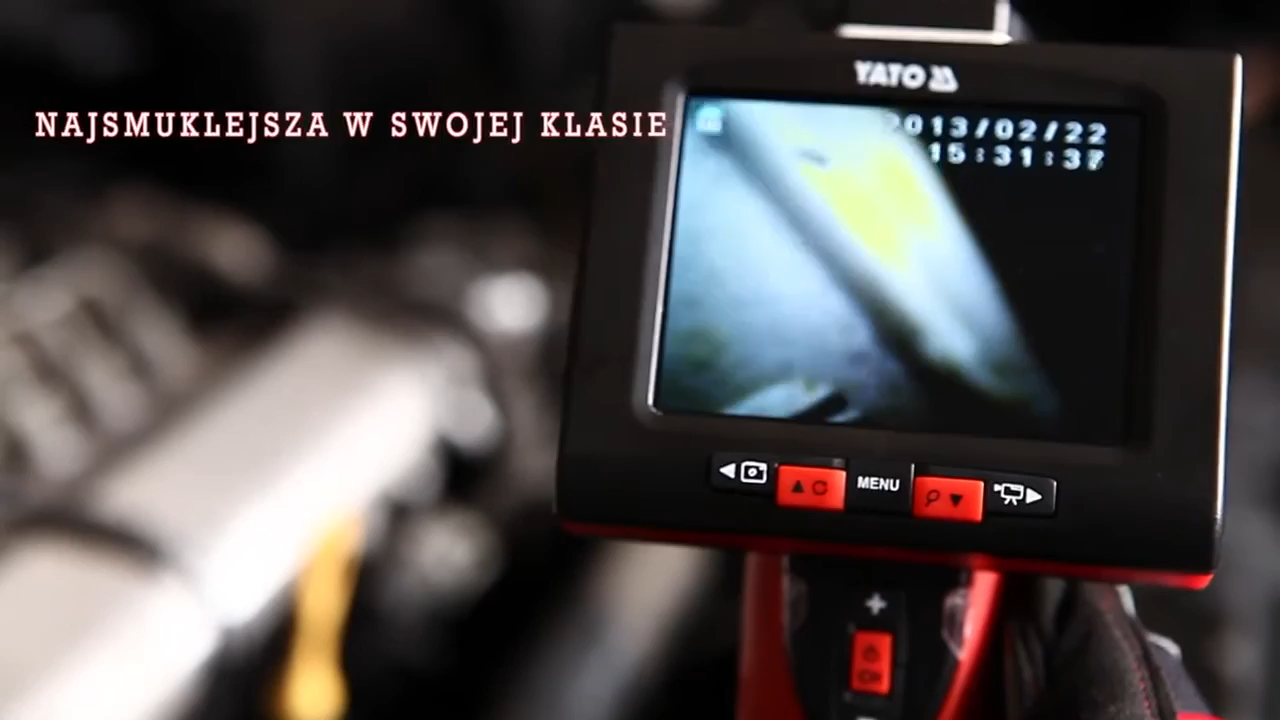 NAJSMUKLEJSZA W SWOJEJ KLASIE
YATO
2013/02/22
15:31:37
MENU